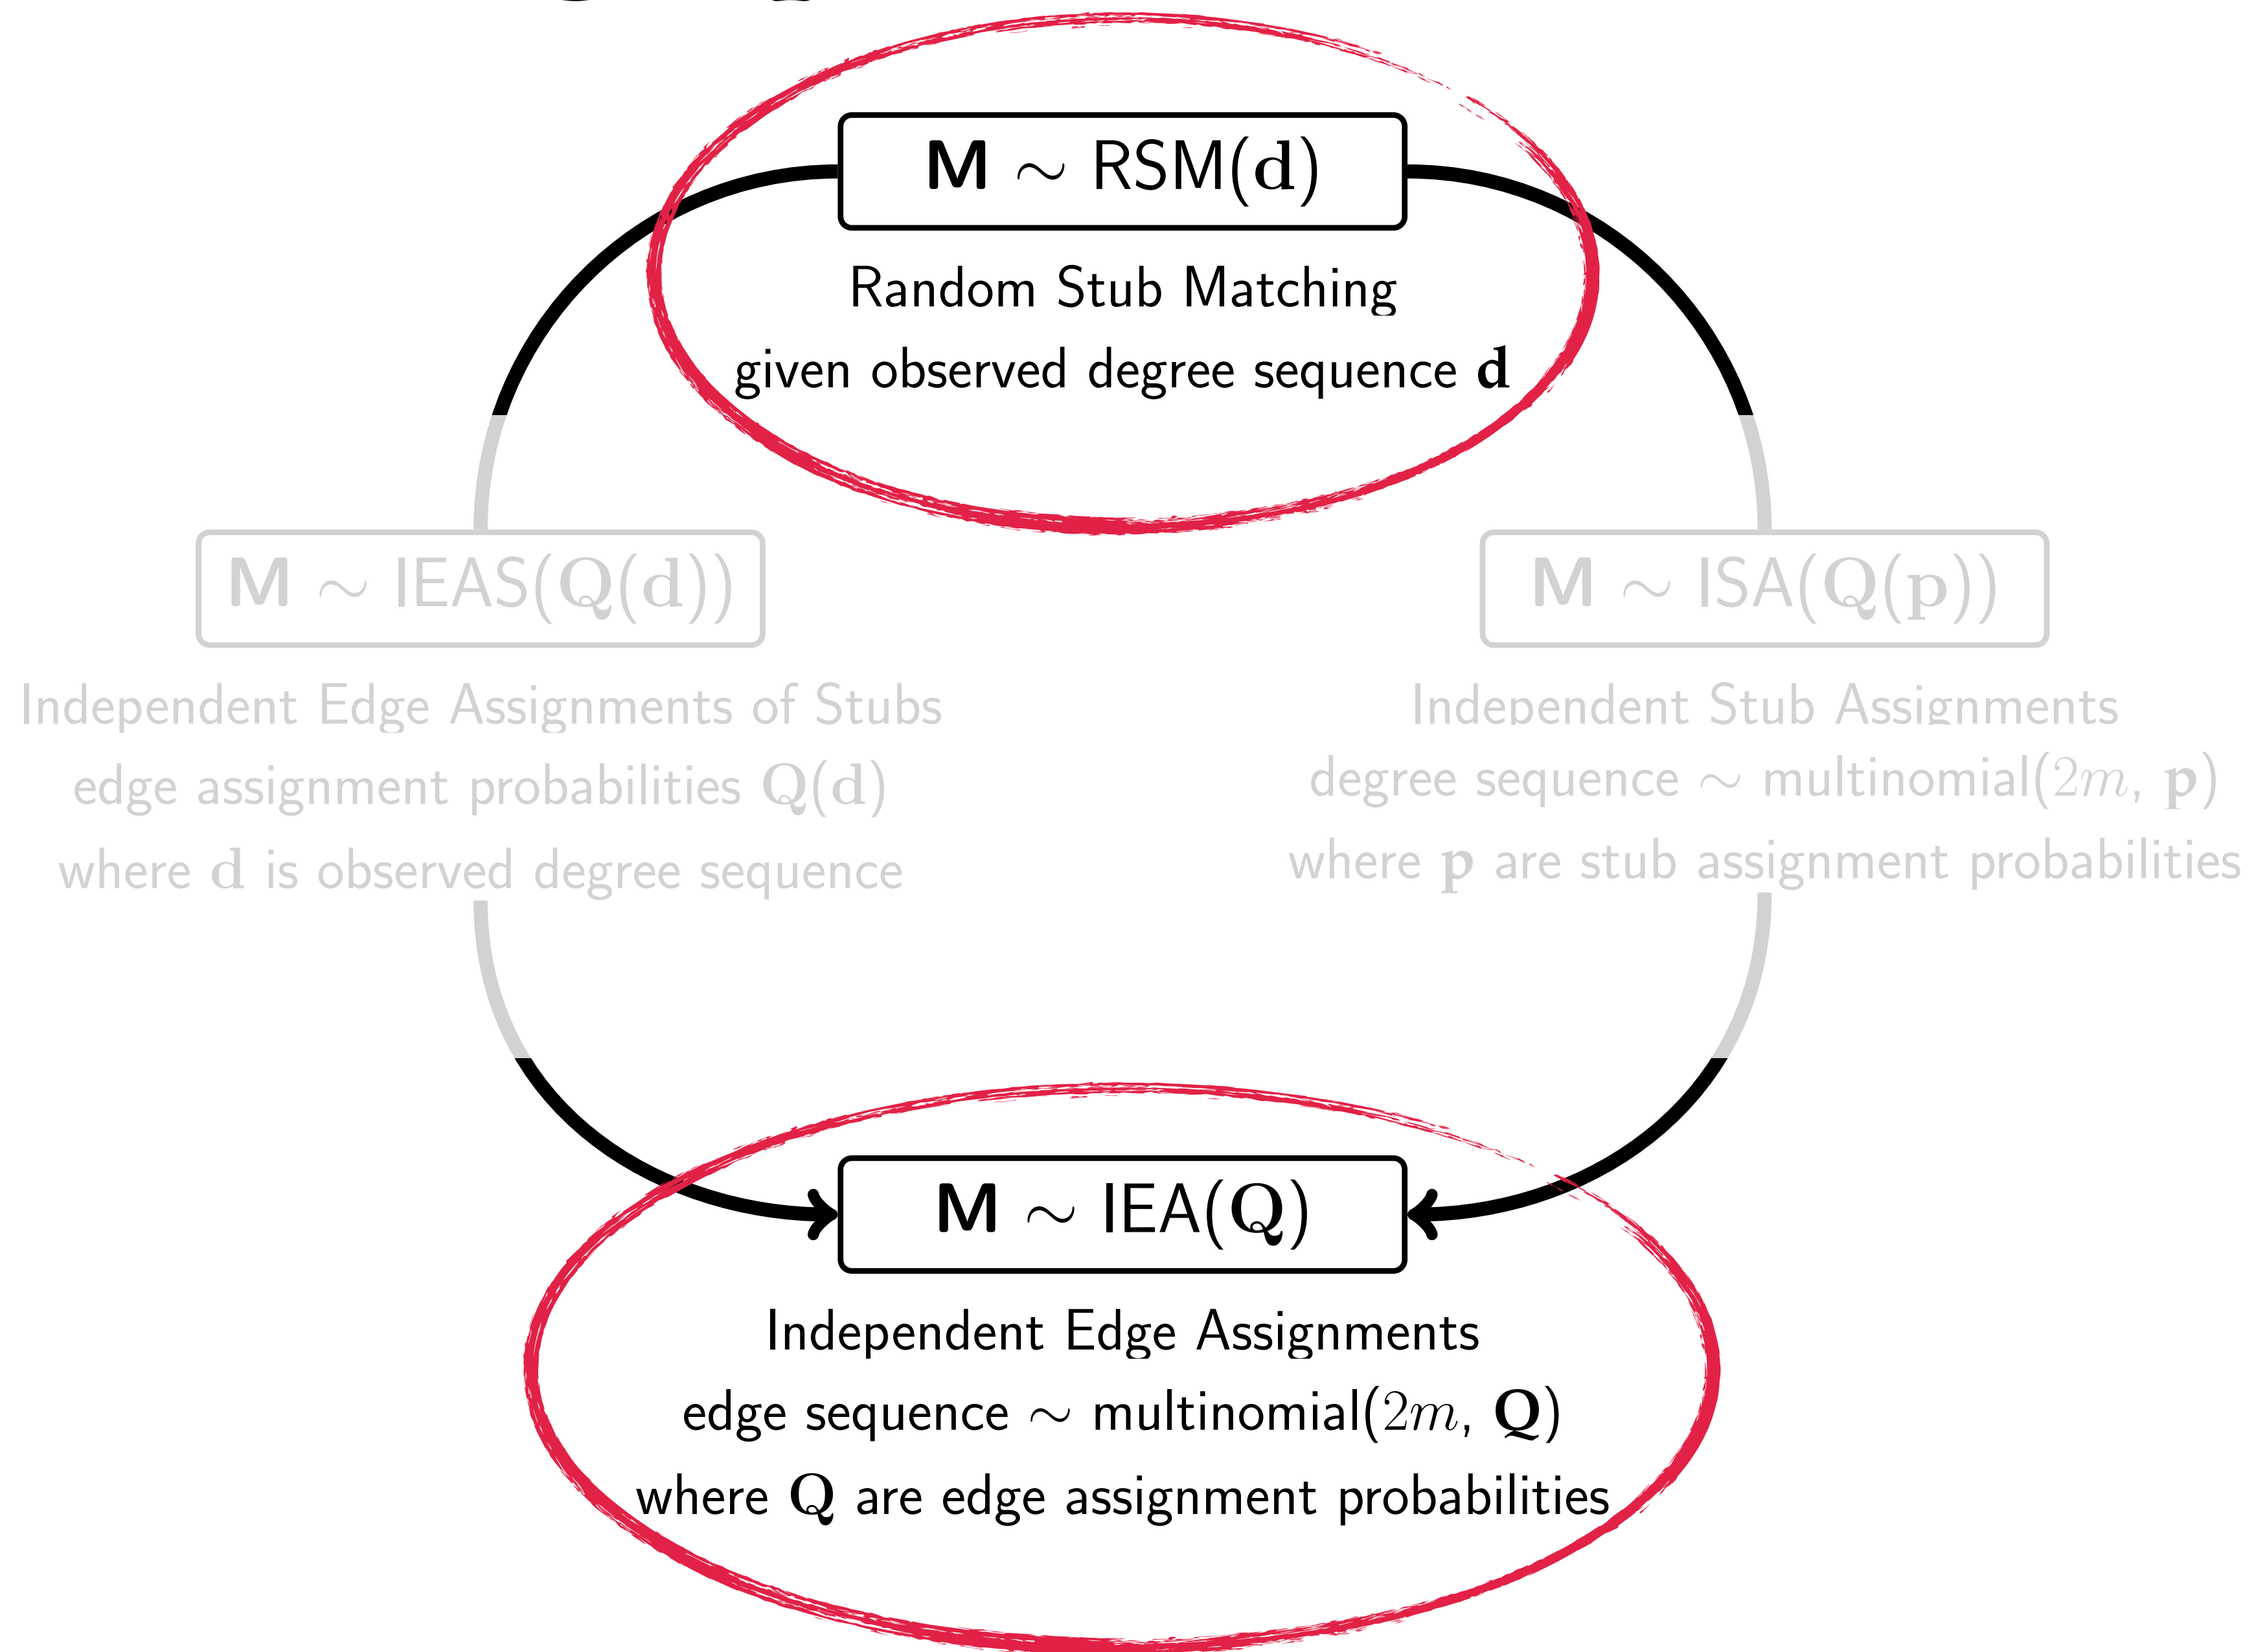 M ∼ RSM(d)
Random Stub Matching
given observed degree sequence d
M ∼ IEAS(Q(d))
Independent Edge Assignments of Stubs
edge assignment probabilities Q(d)
where d is observed degree sequence
M ∼ ISA(Q(p))
Independent Stub Assignments
degree sequence ∼ multinomial(2m, p)
where p are stub assignment probabilities
M ∼ IEA(Q)
Independent Edge Assignments
edge sequence ∼ multinomial(2m, Q)
where Q are edge assignment probabilities